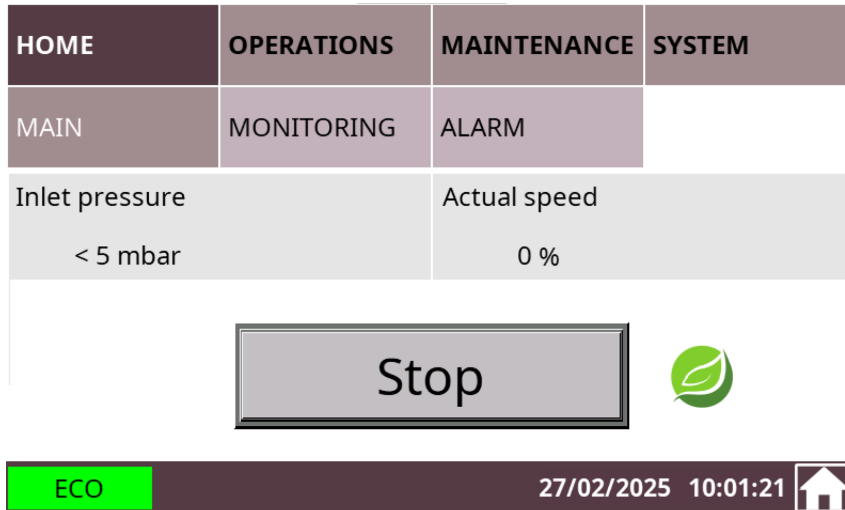 HOME OPERATIONS MAINTENANCE SYSTEM
MAIN MONITORING ALARM
Inlet pressure Actual speed
< 5 mbar 0 %
Stop
ECO 27/02/2025 10:01:21